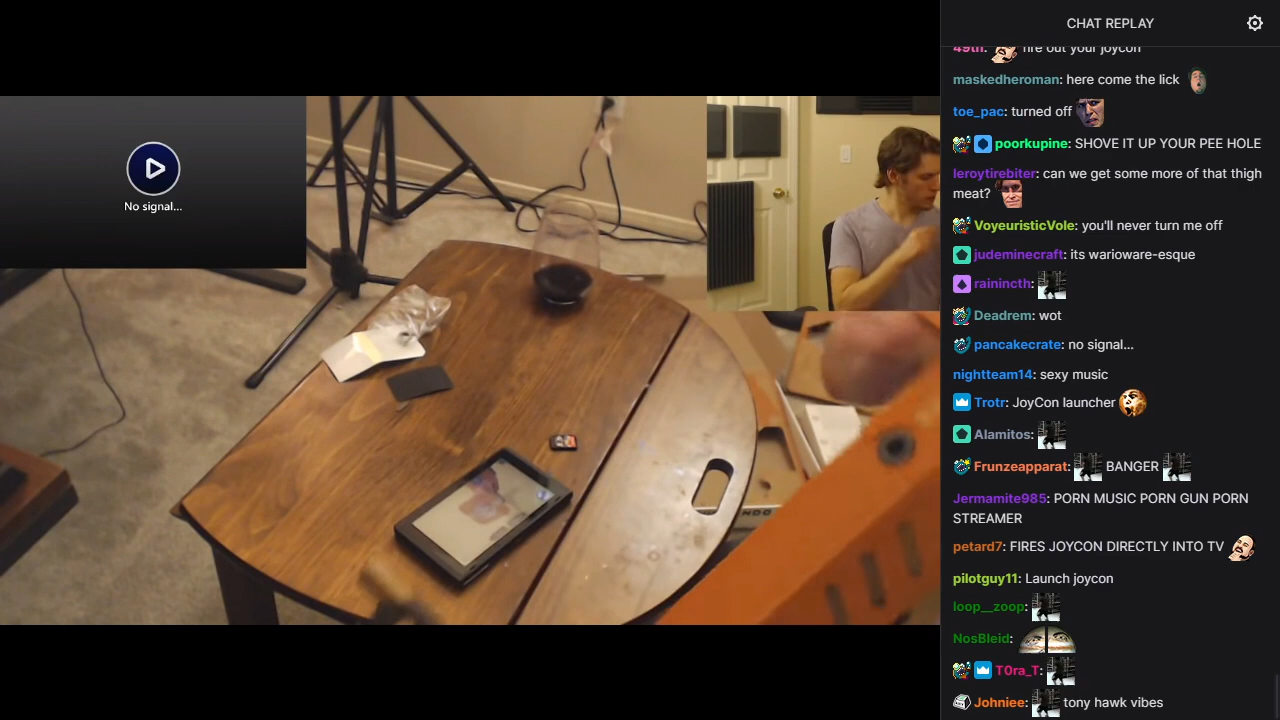 CHAT REPLAY
49th: fire out your joycon
maskedheroman: here come the lick
toe_pac: turned off
poorkupine: SHOVE IT UP YOUR PEE HOLE
leroytirebiter: can we get some more of that thigh
meat?
VoyeuristicVole: you'll never turn me off
judeminecraft: its warioware-esque
rainincth:
Deadrem: wot
pancakecrate: no signal...
nightteam14: sexy music
Trotr: JoyCon launcher
Alamitos:
Frunzeapparat: BANGER
Jermamite985: PORN MUSIC PORN GUN PORN
STREAMER
petard7: FIRES JOYCON DIRECTLY INTO TV
pilotguy11: Launch joycon
loop__zoop:
NosBleid:
T0ra_T:
Johniee: tony hawk vibes
No signal...